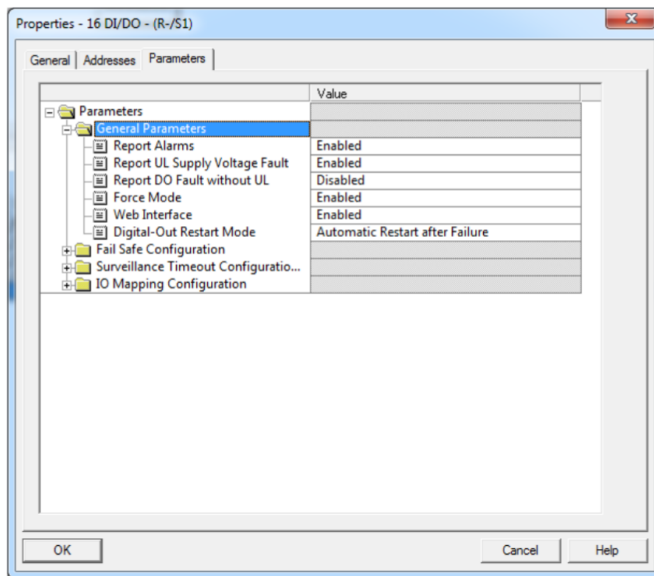 Properties - 16 DI/DO - (R-/S1)
General Addresses Parameters
Value
Parameters
General Parameters
Report Alarms Enabled
Report UL Supply Voltage Fault Enabled
Report DO Fault without UL Disabled
Force Mode Enabled
Web Interface Enabled
Digital-Out Restart Mode Automatic Restart after Failure
Fail Safe Configuration
Surveillance Timeout Configuratio...
IO Mapping Configuration
OK Cancel Help